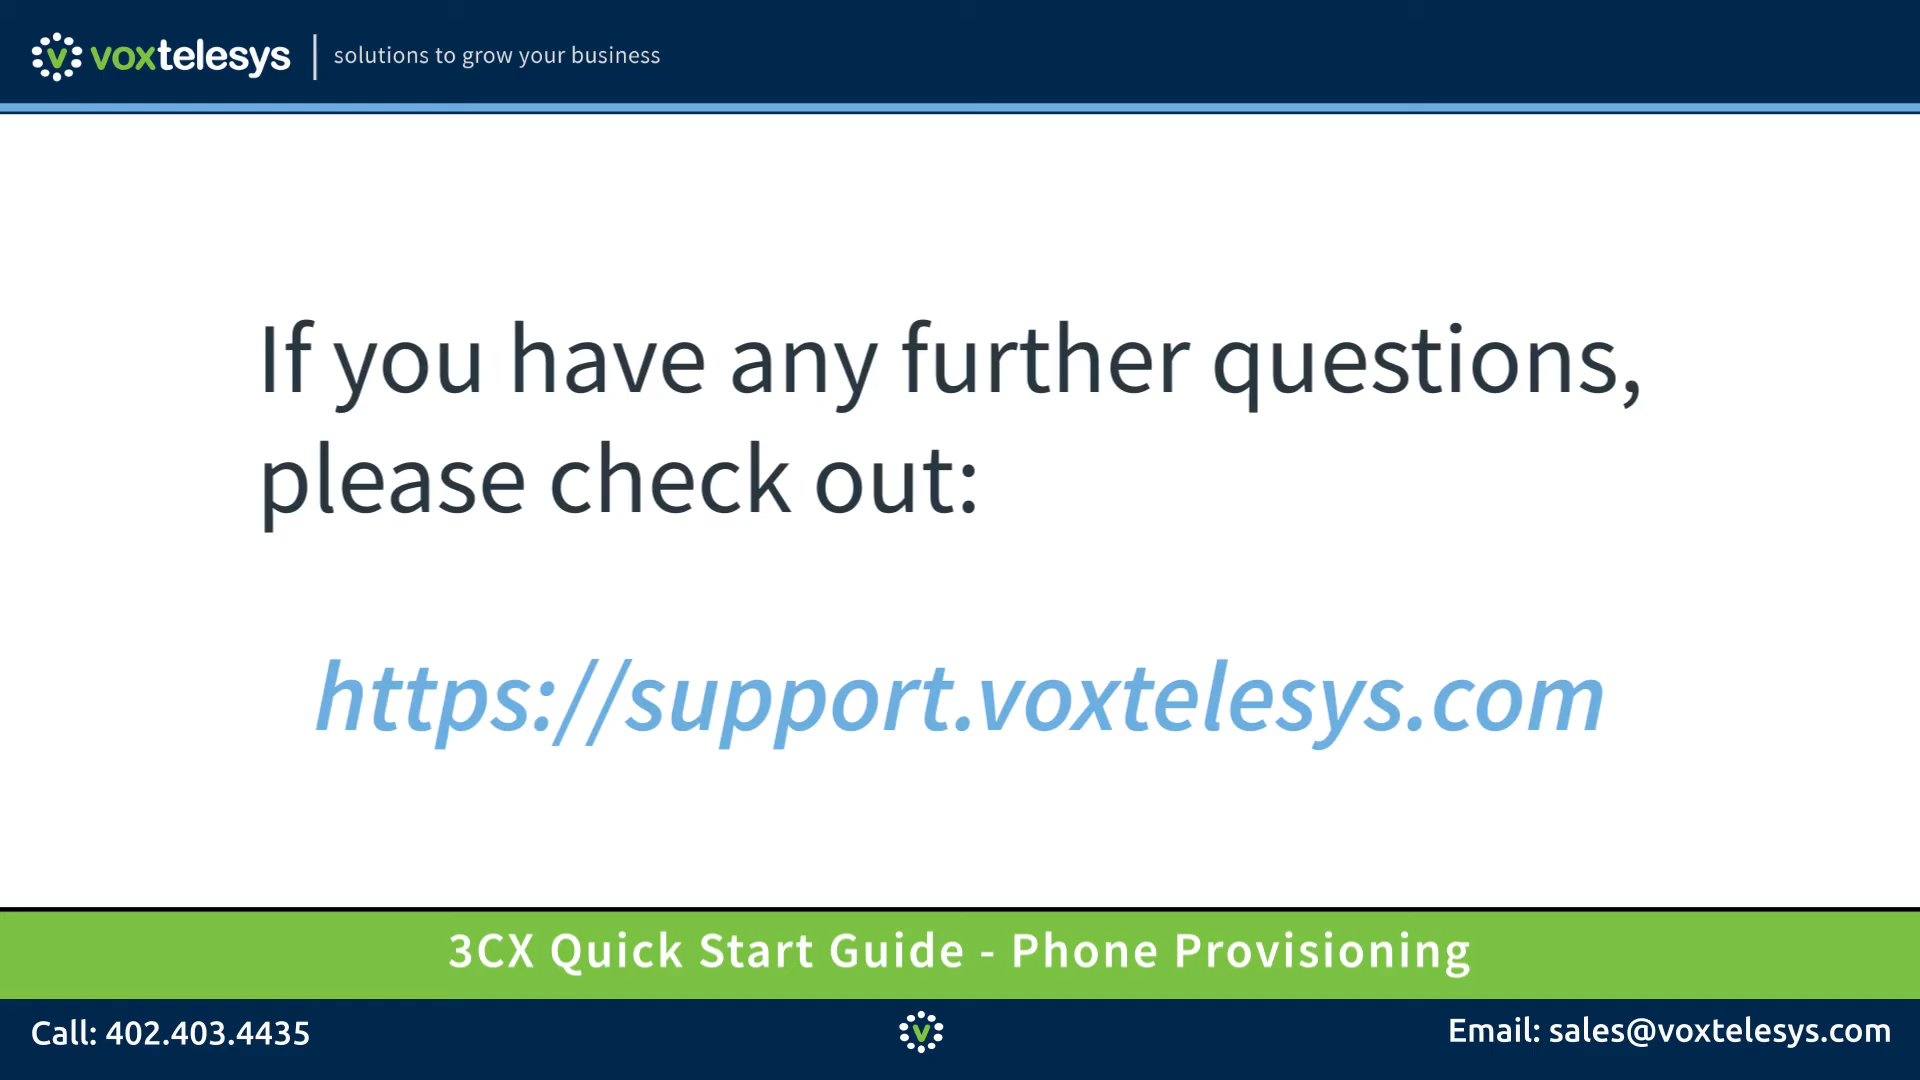 voxtelesys | solutions to grow your business
If you have any further questions,
please check out:
https://support.voxtelesys.com
3CX Quick Start Guide - Phone Provisioning
Call: 402.403.4435
v
Email: sales@voxtelesys.com